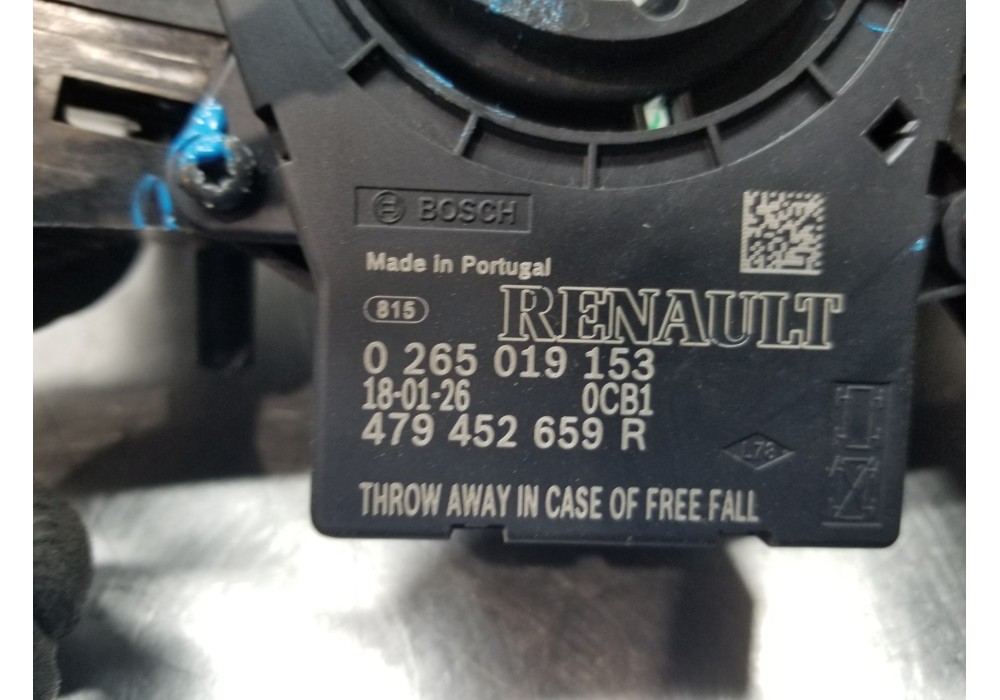 BOSCH
Made in Portugal
815
RENAULT
0 265 019 153
18-01-26 0CB1
479 452 659 R
THROW AWAY IN CASE OF FREE FALL